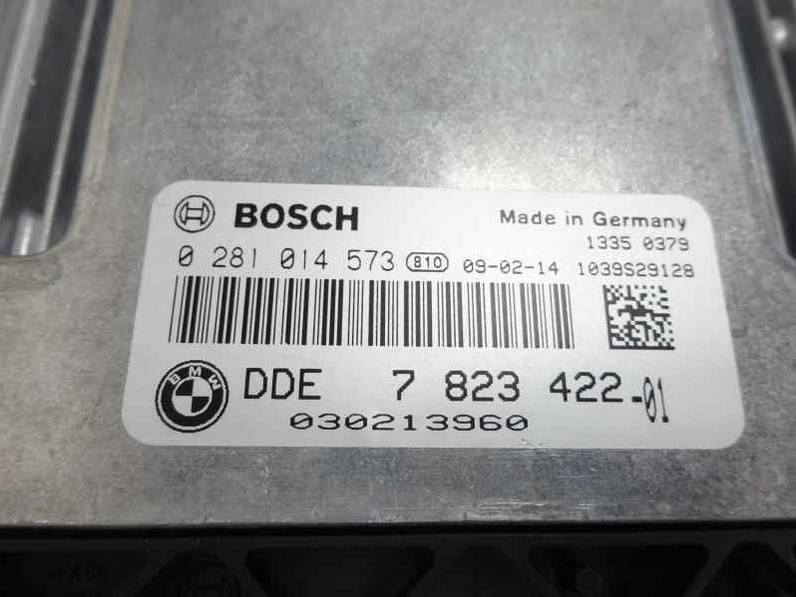 BOSCH Made in Germany
1335 0379
0 281 014 573 810 09-02-14 1039S29128
BMW DDE 7 823 422-01
030213960